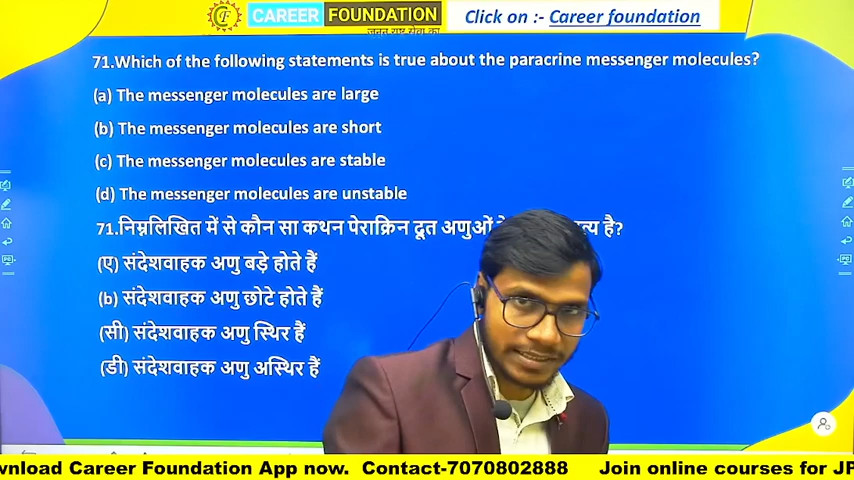 CAREER FOUNDATION
जनन राष्ट्र सेवा का
Click on :- Career foundation
71.Which of the following statements is true about the paracrine messenger molecules?
(a) The messenger molecules are large
(b) The messenger molecules are short
(c) The messenger molecules are stable
(d) The messenger molecules are unstable
71.निम्नलिखित में से कौन सा कथन पेराक्रिन दूत अणुओं है?
(ए) संदेशवाहक अणु बड़े होते हैं
(b) संदेशवाहक अणु छोटे होते हैं
(सी) संदेशवाहक अणु स्थिर हैं
(डी) संदेशवाहक अणु अस्थिर हैं
Career Foundation App now. Contact-7070802888 Join online courses for